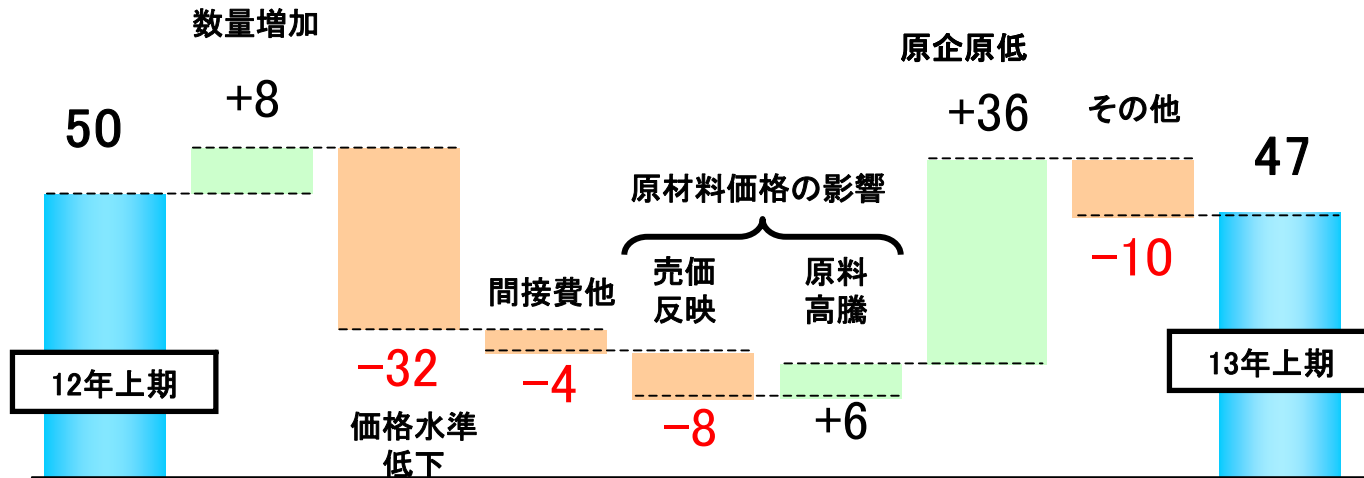 数量増加
+8
50
12年上期
-32
価格水準
低下
間接費他
-4
原材料価格の影響
売価
反映
-8
原料
高騰
+6
原企原低
+36
その他
-10
47
13年上期